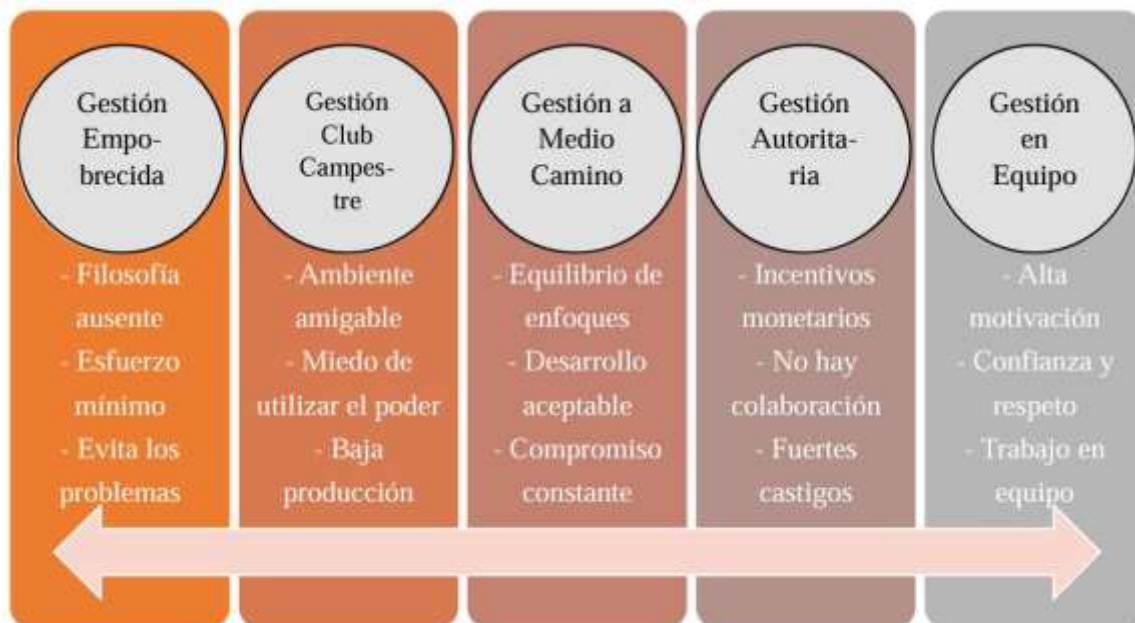 Gestión
Empo-
brecida
- Filosofía
ausente
- Esfuerzo
mínimo
- Evita los
problemas
Gestión
Club
Campes-
tre
- Ambiente
amigable
- Miedo de
utilizar el poder
- Baja
producción
Gestión a
Medio
Camino
- Equilibrio de
enfoques
- Desarrollo
aceptable
- Compromiso
constante
Gestión
Autorita-
ria
- Incentivos
monetarios
- No hay
colaboración
- Fuertes
castigos
Gestión
en
Equipo
- Alta
motivación
- Confianza y
respeto
- Trabajo en
equipo